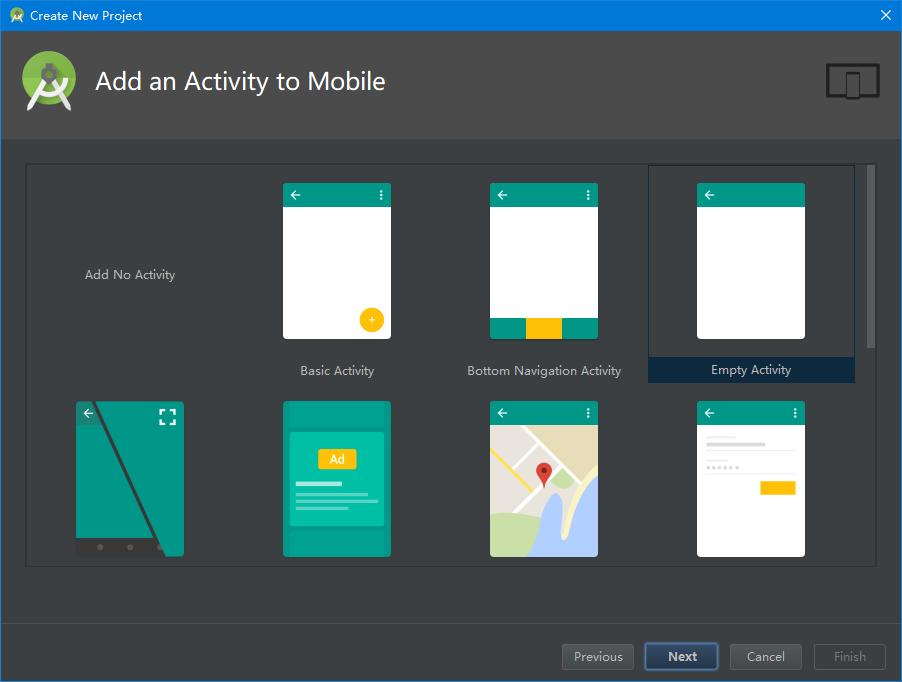 Create New Project
Add an Activity to Mobile
Add No Activity
Basic Activity
Bottom Navigation Activity
Empty Activity
Ad
Previous
Next
Cancel
Finish